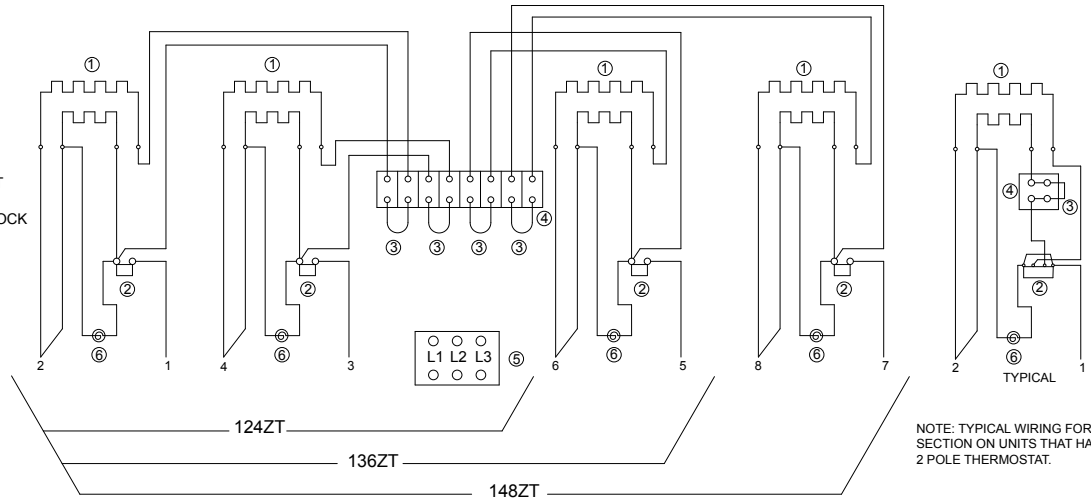 ① ① ① ① ①
OCK
④
③
③ ③ ③ ③ ④
② ② ② ② ②
L1 L2 L3 ⑤
⑥ ⑥ ⑥ ⑥ ⑥
2 1 4 3 6 5 8 7 2 1
TYPICAL
124ZT
136ZT
148ZT
NOTE: TYPICAL WIRING FOR
SECTION ON UNITS THAT HA
2 POLE THERMOSTAT.